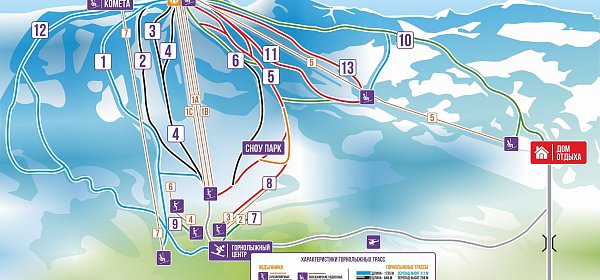 КОМЕТА
7
12
3
1
2
4
6
11
5
13
10
1А
1С
1В
5
5
4
СНОУ ПАРК
5
ДОМ
ОТДЫХА
8
6
4
9
3
2
7
7
ГОРНОЛЫЖНЫЙ
ЦЕНТР
ХАРАКТЕРИСТИКИ ГОРНОЛЫЖНЫХ ТРАСС
ПОДЪЕМНИКИ
ГОРНОЛЫЖНЫЕ ТРАССЫ